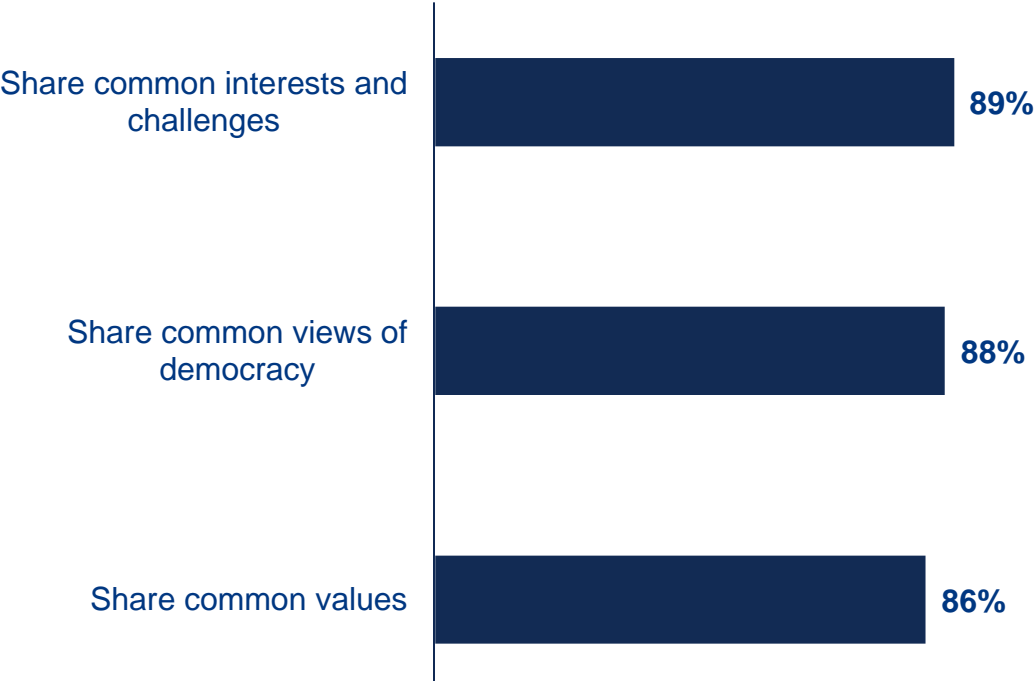 Share common interests and
challenges
89%
Share common views of
democracy
88%
Share common values
86%